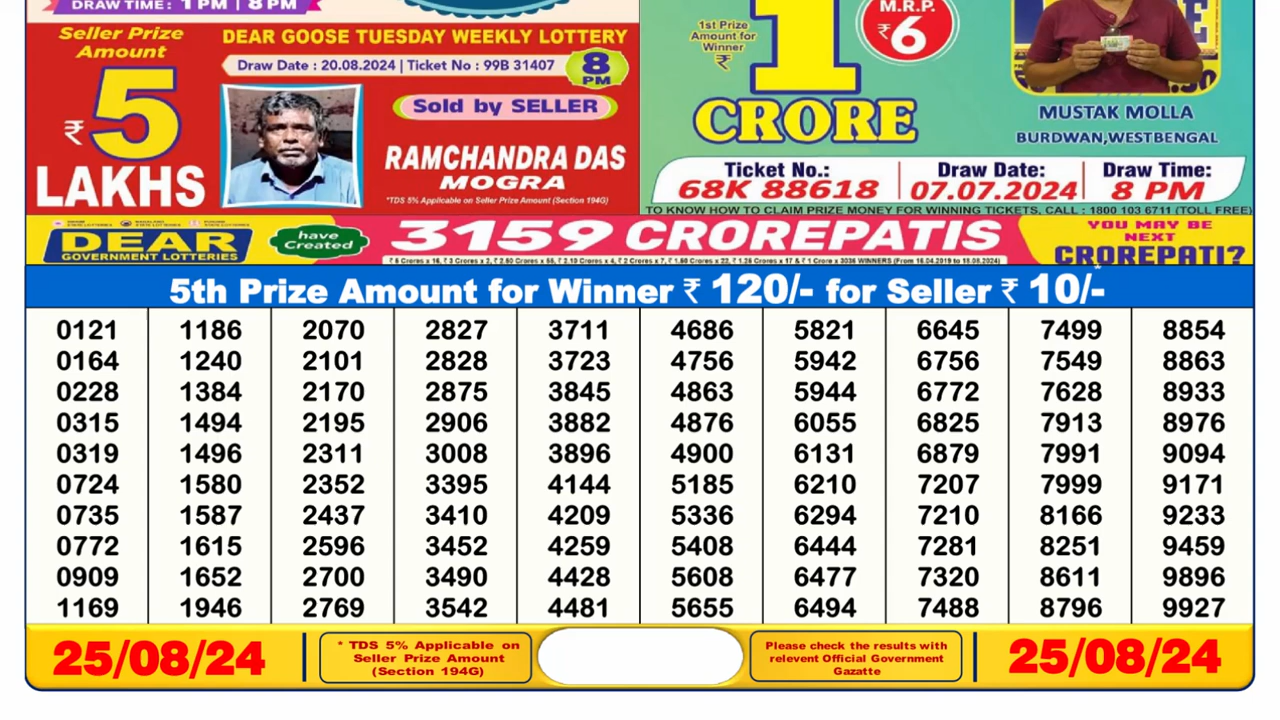 DRAW TIME: 1 PM | 8 PM
Seller Prize
Amount
₹ 5
LAKHS
DEAR GOOSE TUESDAY WEEKLY LOTTERY
Draw Date : 20.08.2024 | Ticket No : 99B 31407
8
PM
Sold by SELLER
RAMCHANDRA DAS
MOGRA
*TDS 5% Applicable on Seller Prize Amount (Section 194G)
1st Prize
Amount for
Winner
₹
1
CRORE
M.R.P.
₹6
MUSTAK MOLLA
BURDWAN,WESTBENGAL
Ticket No.:
68K 88618
Draw Date:
07.07.2024
Draw Time:
8 PM
TO KNOW HOW TO CLAIM PRIZE MONEY FOR WINNING TICKETS, CALL : 1800 103 6711 (TOLL FREE)
DEAR
GOVERNMENT LOTTERIES
have
Created
3159 CROREPATIS
YOU MAY BE
NEXT
CROREPATI?
5th Prize Amount for Winner ₹ 120/- for Seller ₹ 10/-*
0121 1186 2070 2827 3711 4686 5821 6645 7499 8854
0164 1240 2101 2828 3723 4756 5942 6756 7549 8863
0228 1384 2170 2875 3845 4863 5944 6772 7628 8933
0315 1494 2195 2906 3882 4876 6055 6825 7913 8976
0319 1496 2311 3008 3896 4900 6131 6879 7991 9094
0724 1580 2352 3395 4144 5185 6210 7207 7999 9171
0735 1587 2437 3410 4209 5336 6294 7210 8166 9233
0772 1615 2596 3452 4259 5408 6444 7281 8251 9459
0909 1652 2700 3490 4428 5608 6477 7320 8611 9896
1169 1946 2769 3542 4481 5655 6494 7488 8796 9927
25/08/24
* TDS 5% Applicable on
Seller Prize Amount
(Section 194G)
Please check the results with
relevent Official Government
Gazatte
25/08/24